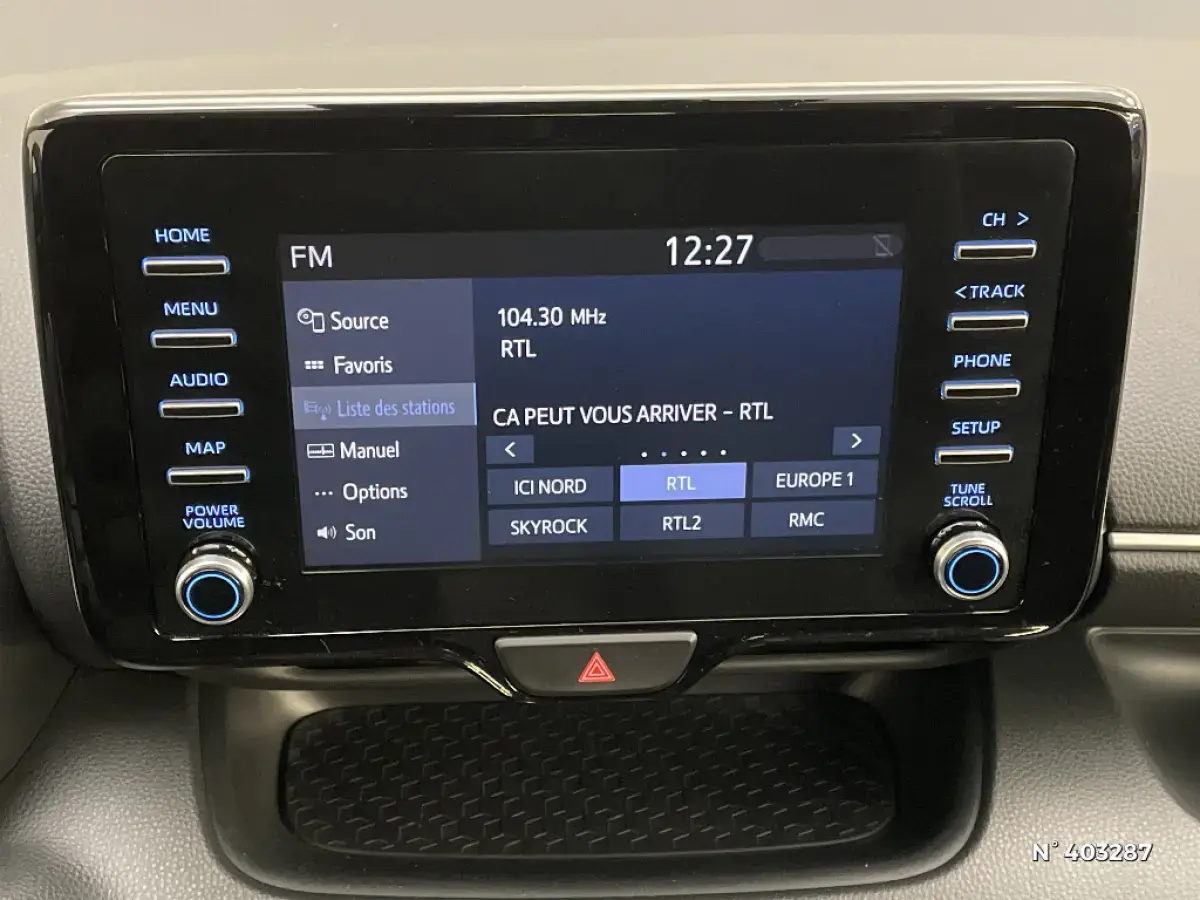 HOME
MENU
AUDIO
MAP
POWER
VOLUME
FM
12:27
Source
Favoris
Liste des stations
Manuel
Options
Son
104.30 MHz
RTL
CA PEUT VOUS ARRIVER - RTL
< >
ICI NORD RTL EUROPE 1
SKYROCK RTL2 RMC
CH >
< TRACK
PHONE
SETUP
TUNE
SCROLL
N° 403287